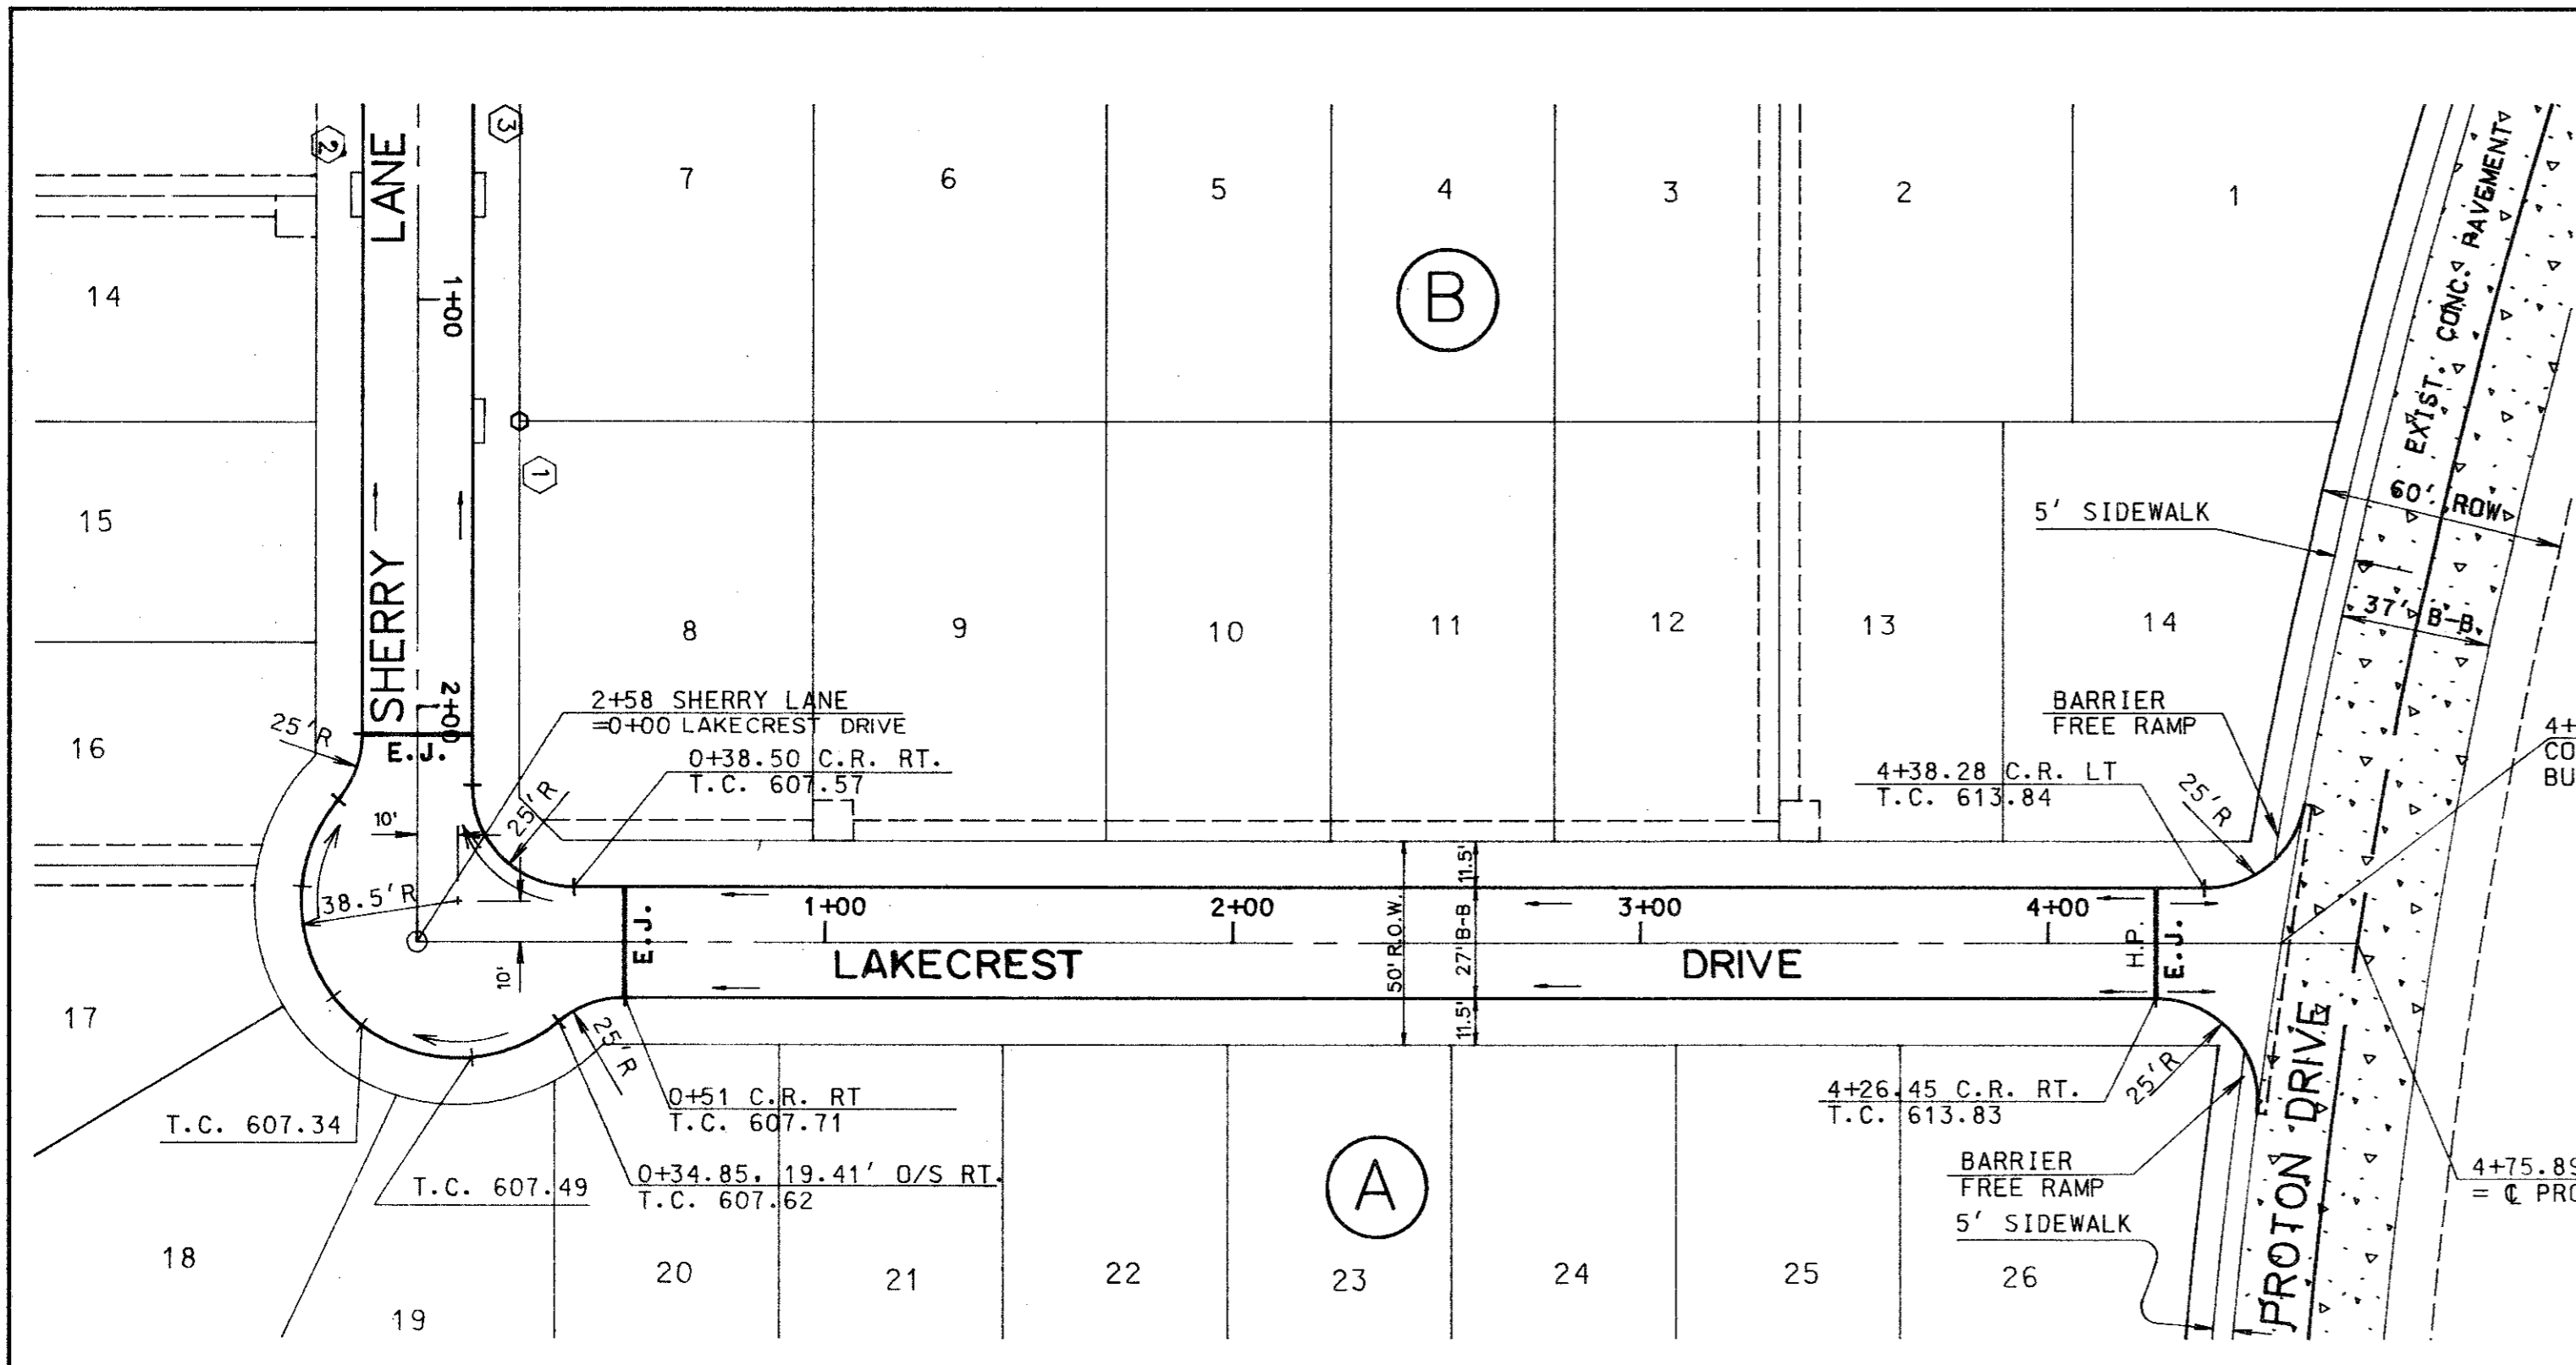 LANE
2
3
7
6
5
4
3
2
1
14
1+00
B
EXIST. CONC. PAVEMENT
60' ROW
5' SIDEWALK
1
15
SHERRY
37' B-B
8
9
10
11
12
13
14
2+58 SHERRY LANE
=0+00 LAKECREST DRIVE
BARRIER
FREE RAMP
2+00
25'R
E.J.
16
0+38.50 C.R. RT.
T.C. 607.57
4+38.28 C.R. LT
T.C. 613.84
25'R
25'R
10'
38.5'R
10'
E.J.
1+00
2+00
3+00
4+00
50' R.O.W.
11.5'
27' B-B
11.5'
H.P.
E.J.
LAKECREST DRIVE
17
25'R
0+51 C.R. RT
T.C. 607.71
4+26.45 C.R. RT.
T.C. 613.83
25'R
T.C. 607.34
T.C. 607.49
0+34.85, 19.41' O/S RT.
T.C. 607.62
A
BARRIER
FREE RAMP
5' SIDEWALK
PROTON DRIVE
= ℄
18
19
20
21
22
23
24
25
26